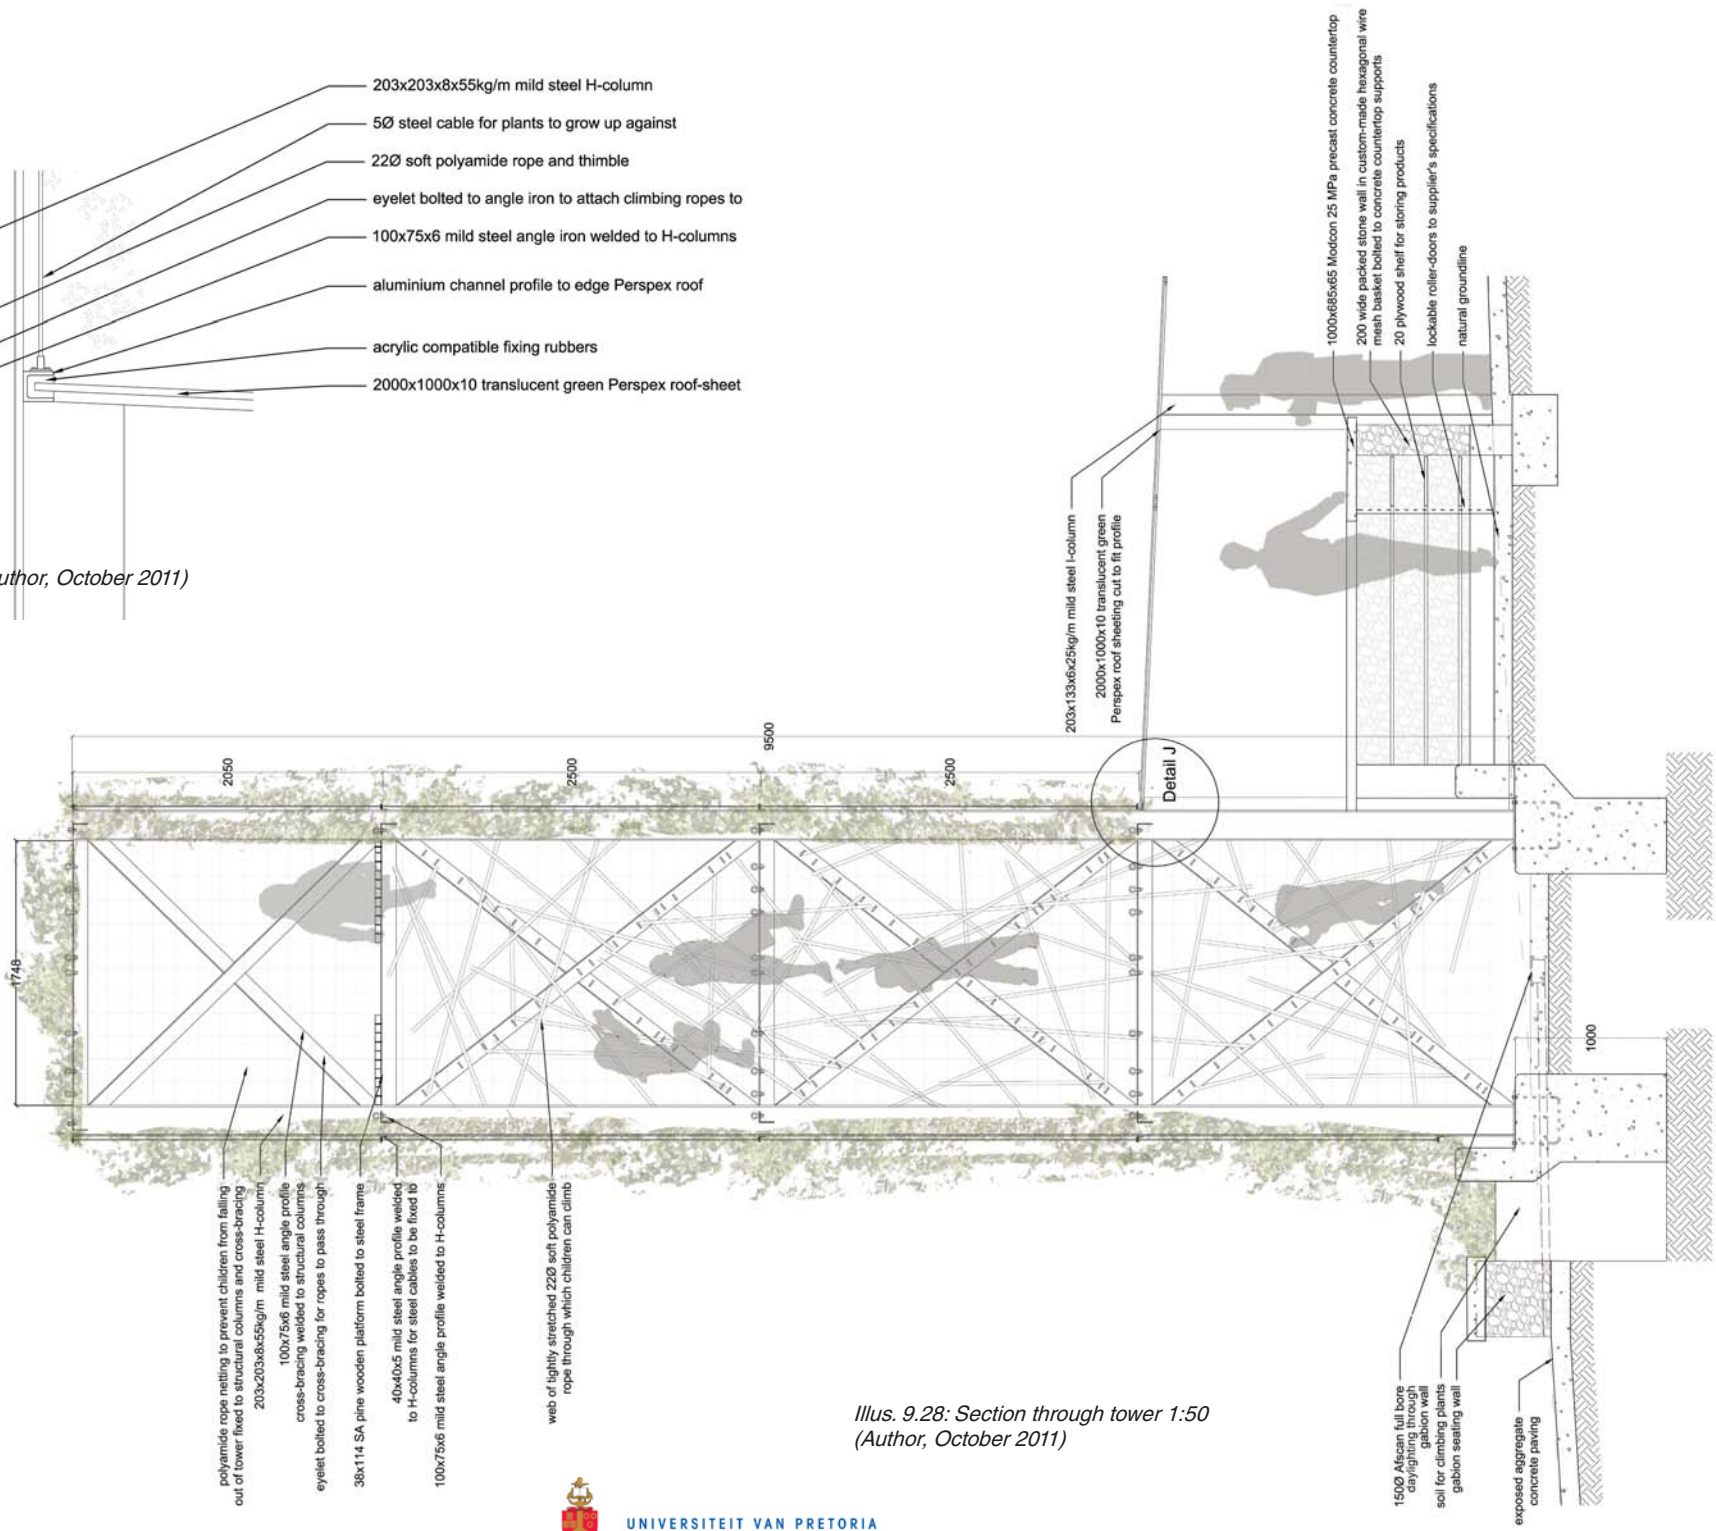 203x203x8x55kg/m mild steel H-column
5Ø steel cable for plants to grow up against
22Ø soft polyamide rope and thimble
eyelet bolted to angle iron to attach climbing ropes to
100x75x6 mild steel angle iron welded to H-columns
aluminium channel profile to edge Perspex roof
acrylic compatible fixing rubbers
2000x1000x10 translucent green Perspex roof-sheet
uthor, October 2011)
1000x685x65 Modcon 25 MPa precast concrete countertop
200 wide packed stone wall in custom-made hexagonal wire
mesh basket bolted to concrete countertop supports
20 plywood shelf for storing products
lockable roller-doors to supplier's specifications
natural groundline
203x133x6x25kg/m mild steel I-column
2000x1000x10 translucent green
Perspex roof sheeting cut to fit profile
Detail J
9500
2050
2500
2500
1748
1000
polyamide rope netting to prevent children from falling
out of tower fixed to structural columns and cross-bracing
203x203x8x55kg/m mild steel H-column
100x75x6 mild steel angle profile
cross-bracing welded to structural columns
eyelet bolted to cross-bracing for ropes to pass through
38x114 SA pine wooden platform bolted to steel frame
40x40x5 mild steel angle profile welded
to H-columns for steel cables to be fixed to
100x75x6 mild steel angle profile welded to H-columns
web of tightly stretched 22Ø soft polyamide
rope through which children can climb
150Ø Afscan full bore
daylighting through
gabion wall
soil for climbing plants
gabion seating wall
exposed aggregate
concrete paving
Illus. 9.28: Section through tower 1:50
(Author, October 2011)
UNIVERSITEIT VAN PRETORIA